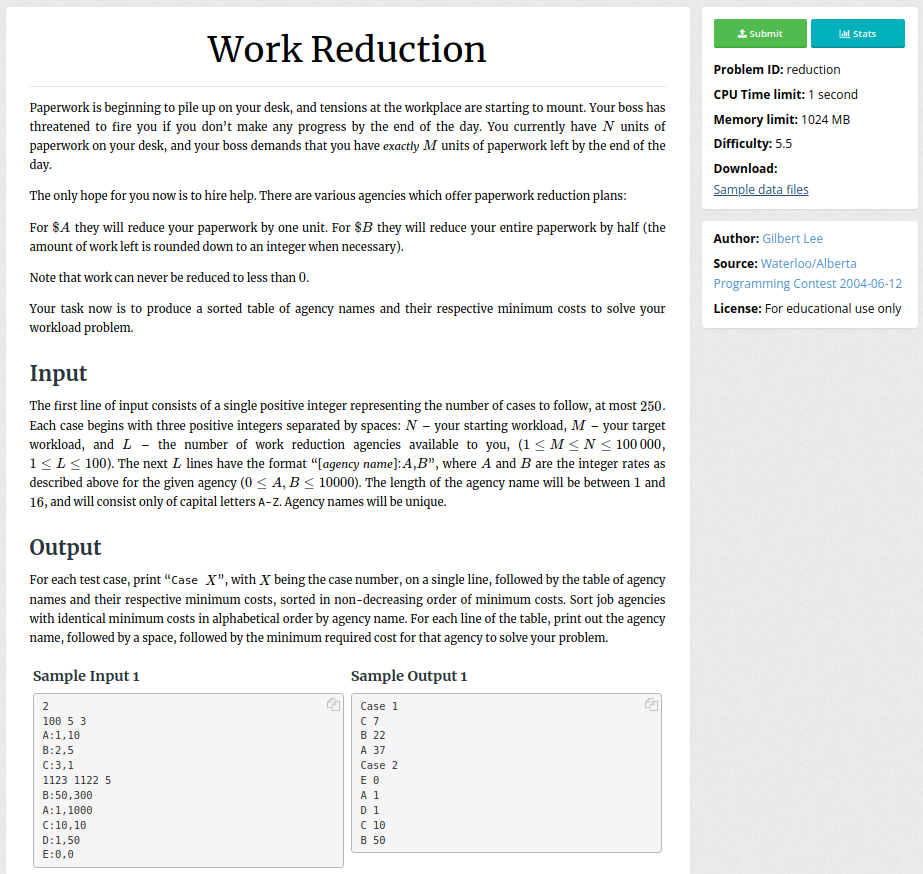 Work Reduction
Paperwork is beginning to pile up on your desk, and tensions at the workplace are starting to mount. Your boss has
threatened to fire you if you don't make any progress by the end of the day. You currently have N units of
paperwork on your desk, and your boss demands that you have exactly M units of paperwork left by the end of the
day.
The only hope for you now is to hire help. There are various agencies which offer paperwork reduction plans:
For $A they will reduce your paperwork by one unit. For $B they will reduce your entire paperwork by half (the
amount of work left is rounded down to an integer when necessary).
Note that work can never be reduced to less than 0.
Your task now is to produce a sorted table of agency names and their respective minimum costs to solve your
workload problem.
Input
The first line of input consists of a single positive integer representing the number of cases to follow, at most 250.
Each case begins with three positive integers separated by spaces: N – your starting workload, M – your target
workload, and L – the number of work reduction agencies available to you, (1 ≤ M ≤ N ≤ 100 000,
1 ≤ L ≤ 100). The next L lines have the format “[agency name]:A,B”, where A and B are the integer rates as
described above for the given agency (0 ≤ A, B ≤ 10000). The length of the agency name will be between 1 and
16, and will consist only of capital letters A–Z. Agency names will be unique.
Output
For each test case, print “Case X”, with X being the case number, on a single line, followed by the table of agency
names and their respective minimum costs, sorted in non-decreasing order of minimum costs. Sort job agencies
with identical minimum costs in alphabetical order by agency name. For each line of the table, print out the agency
name, followed by a space, followed by the minimum required cost for that agency to solve your problem.
Sample Input 1
2
100 5 3
A:1,10
B:2,5
C:3,1
1123 1122 5
B:50,300
A:1,1000
C:10,10
D:1,50
E:0,0
Sample Output 1
Case 1
C 7
B 22
A 37
Case 2
E 0
A 1
D 1
C 10
B 50
Submit
Stats
Problem ID: reduction
CPU Time limit: 1 second
Memory limit: 1024 MB
Difficulty: 5.5
Download:
Sample data files
Author: Gilbert Lee
Source: Waterloo/Alberta
Programming Contest 2004-06-12
License: For educational use only